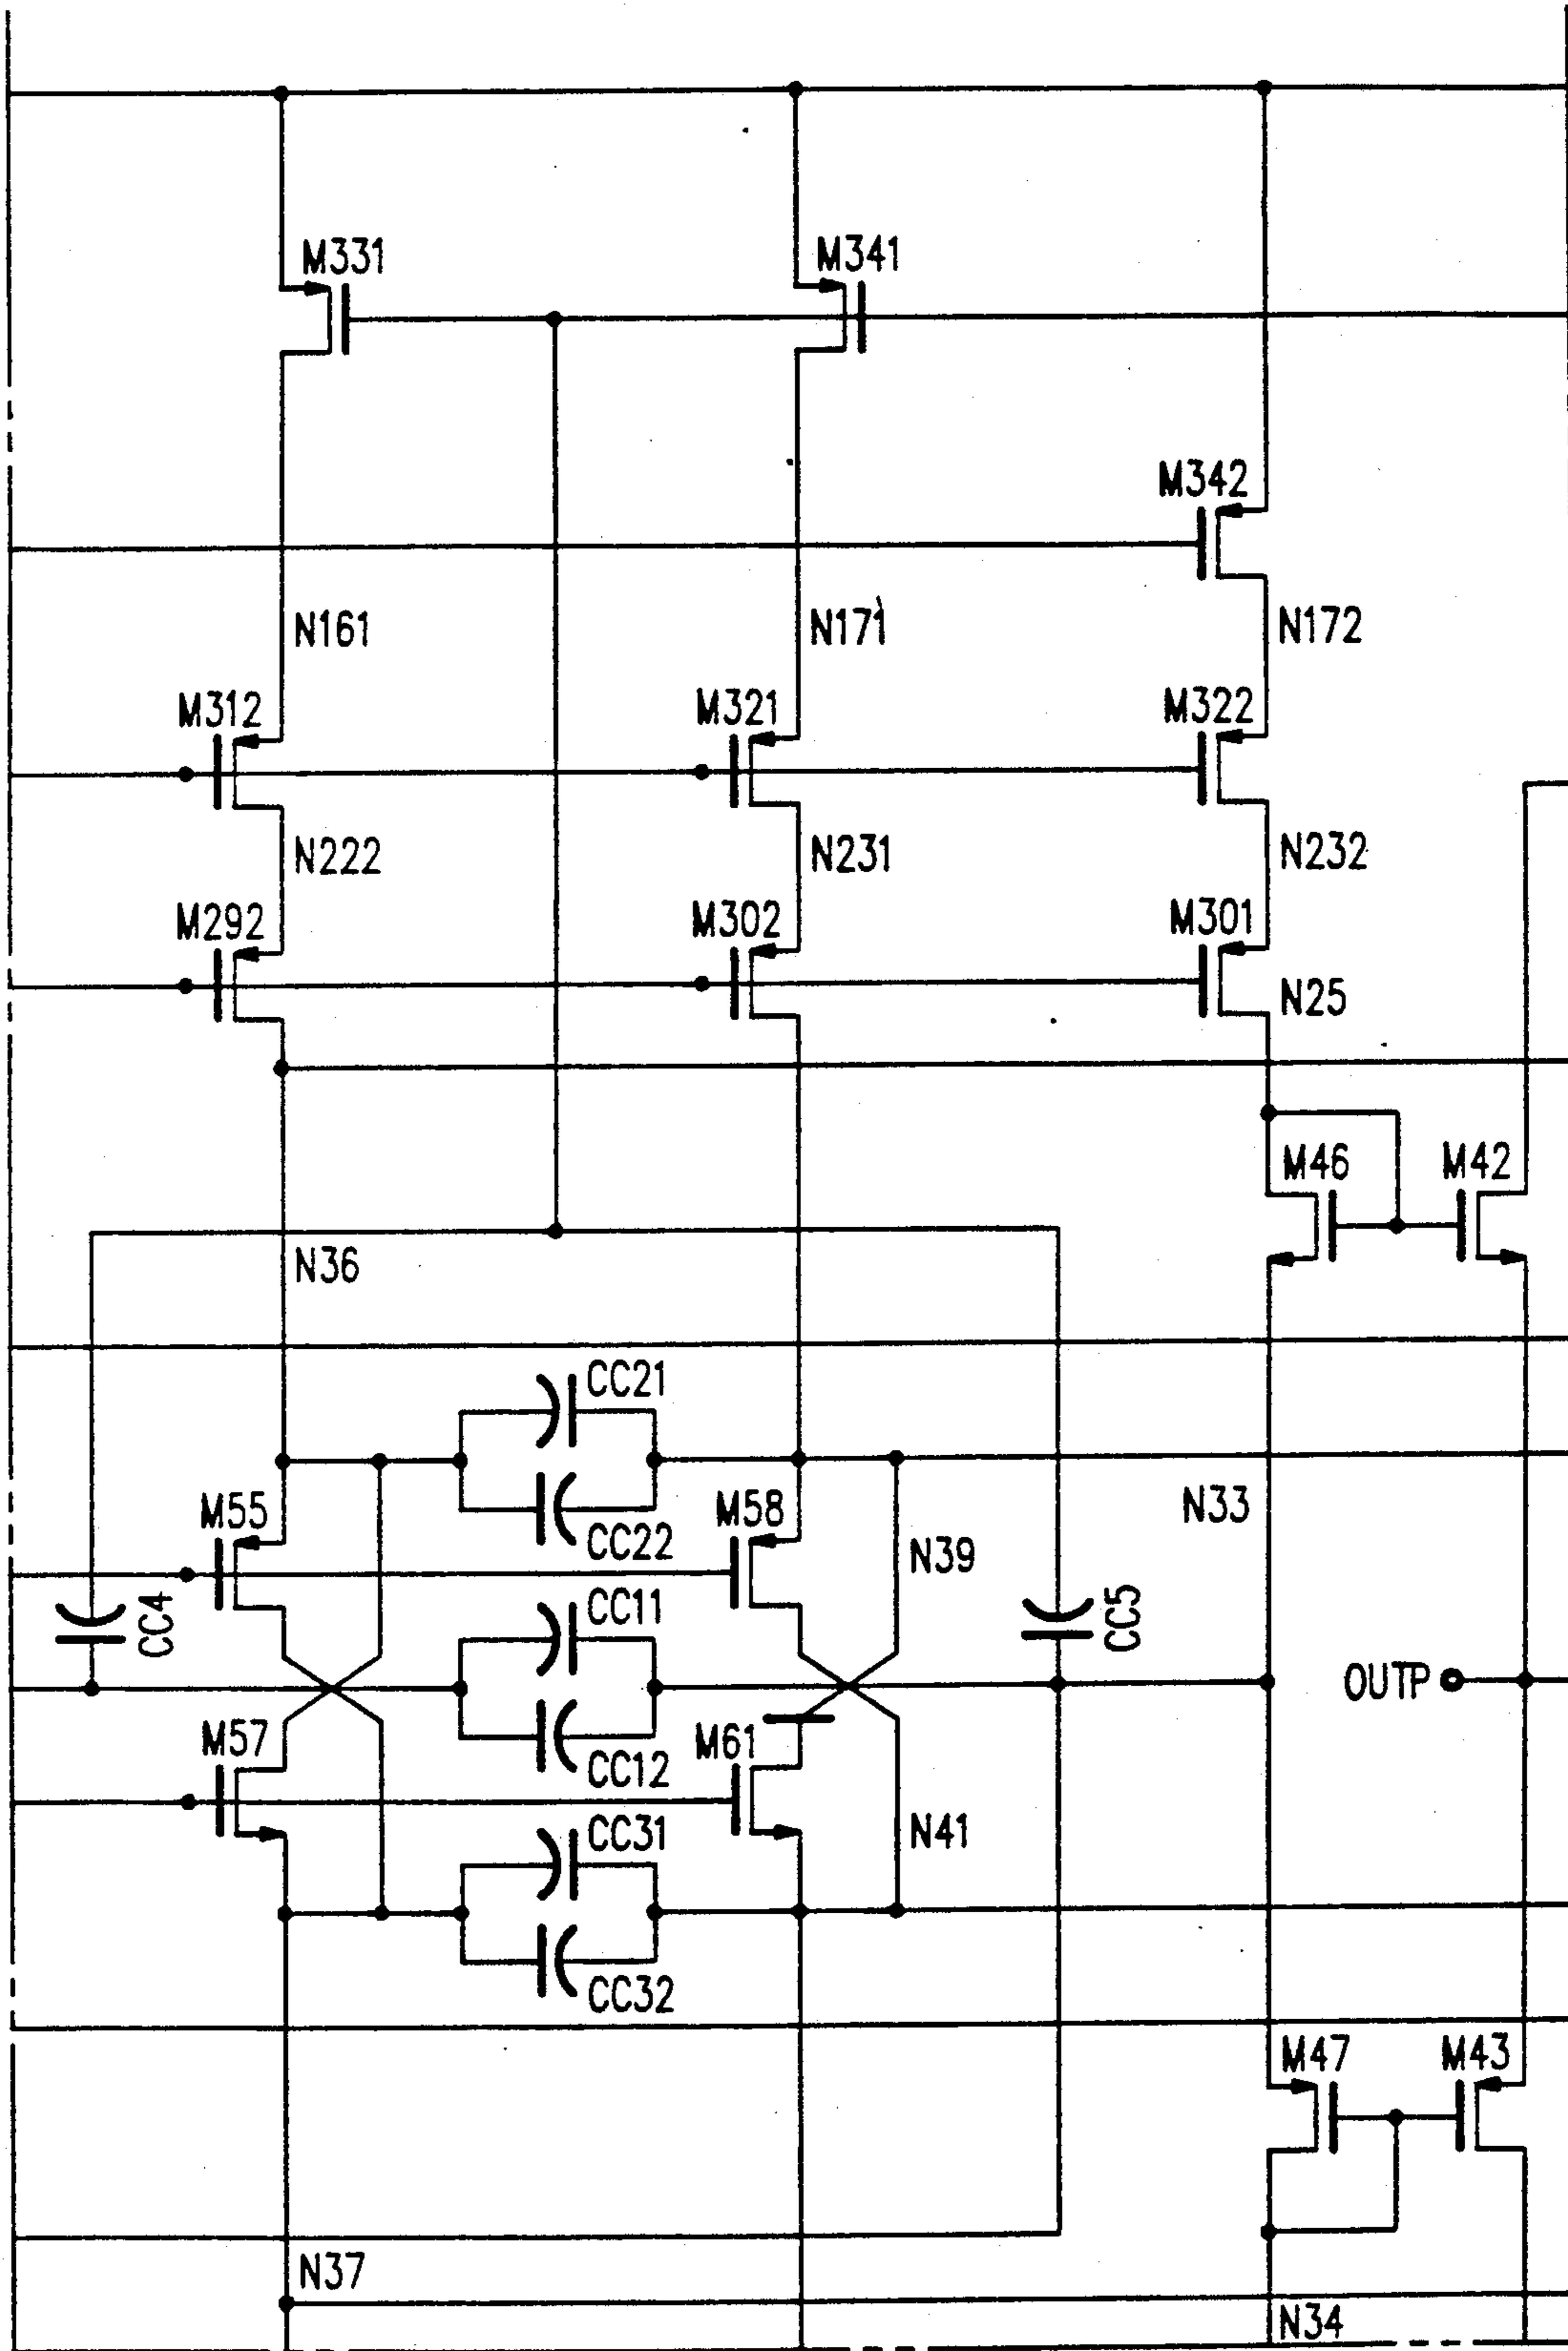 M331
M341
M342
N161
N171
N172
M312
M321
M322
N222
N231
N232
M292
M302
M301
N25
M46
M42
N36
CC21
M55
M58
N33
CC22
N39
CC4
CC11
CC5
OUTP
M57
M61
CC12
CC31
N41
CC32
M47
M43
N37
N34